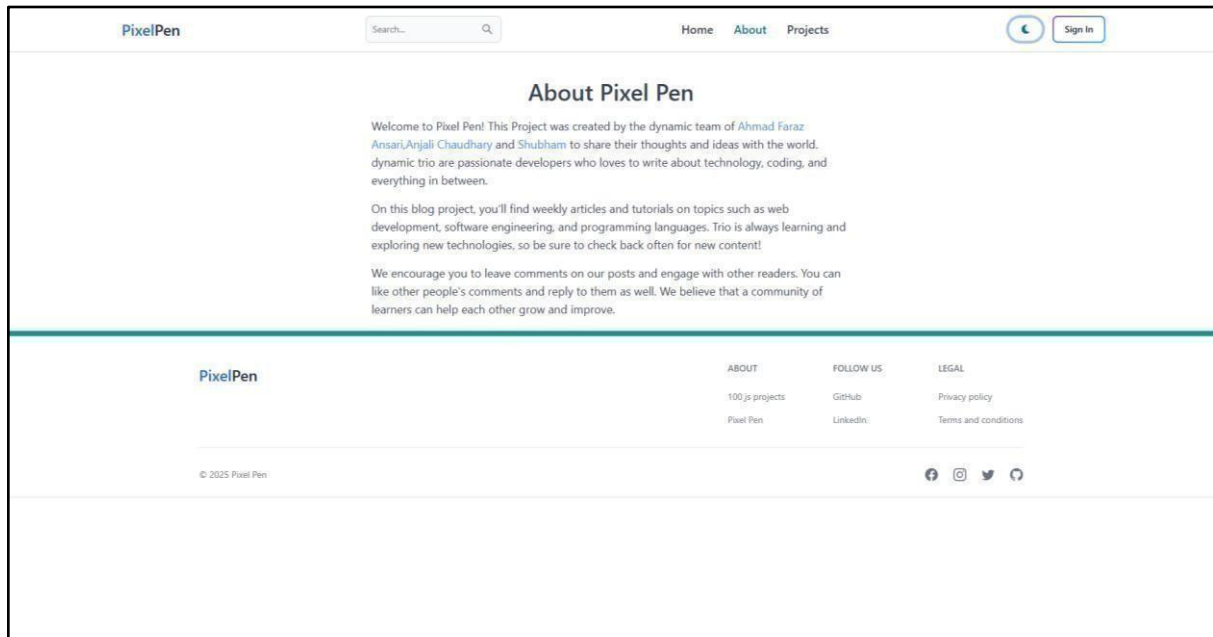 PixelPen
Search...
Home About Projects
Sign In
About Pixel Pen
Welcome to Pixel Pen! This Project was created by the dynamic team of Ahmad Faraz
Ansari,Anjali Chaudhary and Shubham to share their thoughts and ideas with the world.
dynamic trio are passionate developers who loves to write about technology, coding, and
everything in between.
On this blog project, you'll find weekly articles and tutorials on topics such as web
development, software engineering, and programming languages. Trio is always learning and
exploring new technologies, so be sure to check back often for new content!
We encourage you to leave comments on our posts and engage with other readers. You can
like other people's comments and reply to them as well. We believe that a community of
learners can help each other grow and improve.
PixelPen
ABOUT FOLLOW US LEGAL
100 js projects GitHub Privacy policy
Pixel Pen LinkedIn Terms and conditions
© 2025 Pixel Pen